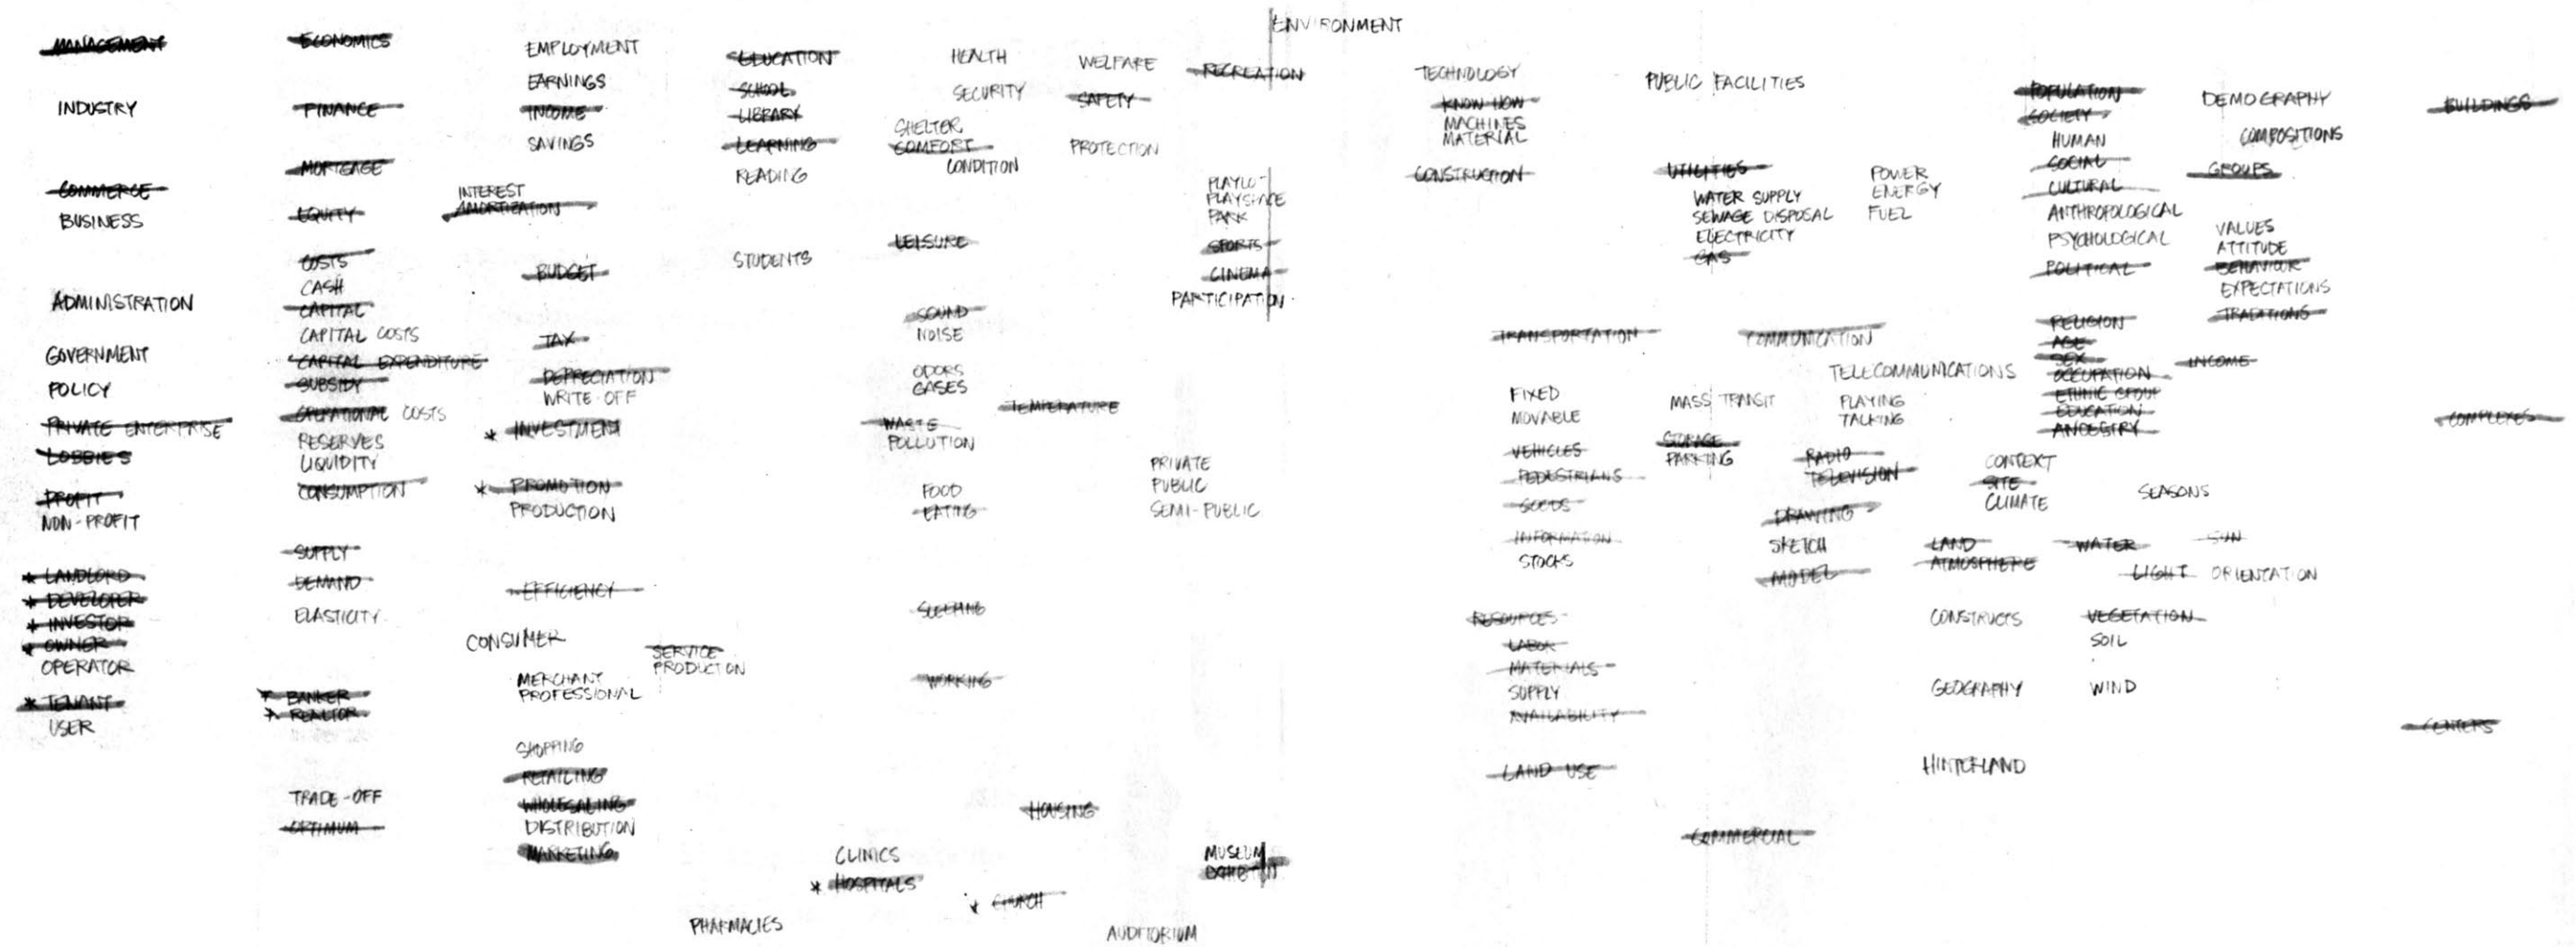 ENVIRONMENT
MANAGEMENT
INDUSTRY
COMMERCE
BUSINESS
ADMINISTRATION
GOVERNMENT
POLICY
PRIVATE ENTERPRISE
LOBBIES
PROFIT
NON-PROFIT
* LANDLORD
* DEVELOPER
* INVESTOR
* OWNER
OPERATOR
* TENANT
USER
ECONOMICS
FINANCE
MORTGAGE
EQUITY
COSTS
CASH
CAPITAL
CAPITAL COSTS
CAPITAL EXPENDITURE
SUBSIDY
OPERATIONAL COSTS
RESERVES
LIQUIDITY
CONSUMPTION
SUPPLY
DEMAND
ELASTICITY
* BANKER
* REALTOR
TRADE-OFF
OPTIMUM
EMPLOYMENT
EARNINGS
INCOME
SAVINGS
INTEREST
AMORTIZATION
BUDGET
TAX
DEPRECIATION
WRITE-OFF
* INVESTMENT
* PROMOTION
PRODUCTION
EFFICIENCY
CONSUMER
SERVICE
PRODUCTON
MERCHANT
PROFESSIONAL
SHOPPING
RETAILING
WHOLESALING
DISTRIBUTION
MARKETING
EDUCATION
SCHOOL
LIBRARY
LEARNING
READING
STUDENTS
HEALTH
SECURITY
SHELTER
COMFORT
CONDITION
LEISURE
SOUND
NOISE
ODORS
GASES
TEMPERATURE
WASTE
POLLUTION
FOOD
EATING
SLEEPING
WORKING
HOUSING
CLINICS
* HOSPITALS
* CHURCH
PHARMACIES
AUDITORIUM
WELFARE
SAFETY
PROTECTION
RECREATION
PLAYSPACE
PARK
SPORTS
CINEMA
PARTICIPATION
PRIVATE
PUBLIC
SEMI-PUBLIC
MUSEUM
TECHNOLOGY
KNOW HOW
MACHINES
MATERIAL
CONSTRUCTION
TRANSPORTATION
FIXED
MOVABLE
VEHICLES
PEDESTRIANS
GOODS
INFORMATION
STOCKS
RESOURCES
LABOR
MATERIALS
SUPPLY
AVAILABILITY
LAND USE
PUBLIC FACILITIES
UTILITIES
WATER SUPPLY
SEWAGE DISPOSAL
ELECTRICITY
GAS
POWER
ENERGY
FUEL
COMMUNICATION
TELECOMMUNICATIONS
MASS TRANSIT
PLAYING
TALKING
STORAGE
PARKING
RADIO
TELEVISION
DRAWING
SKETCH
MODEL
COMMERCIAL
POPULATION
SOCIETY
HUMAN
SOCIAL
CULTURAL
ANTHROPOLOGICAL
PSYCHOLOGICAL
POLITICAL
RELIGION
AGE
SEX
OCCUPATION
ETHNIC GROUP
EDUCATION
ANCESTRY
DEMOGRAPHY
COMPOSITIONS
GROUPS
VALUES
ATTITUDE
BEHAVIOUR
EXPECTATIONS
TRADITIONS
INCOME
CONTEXT
SITE
CLIMATE
SEASONS
LAND
ATMOSPHERE
WATER
SUN
LIGHT
ORIENTATION
CONSTRUCTS
VEGETATION
SOIL
GEOGRAPHY
WIND
HINTERLAND
BUILDINGS
COMPLEXES
CENTERS